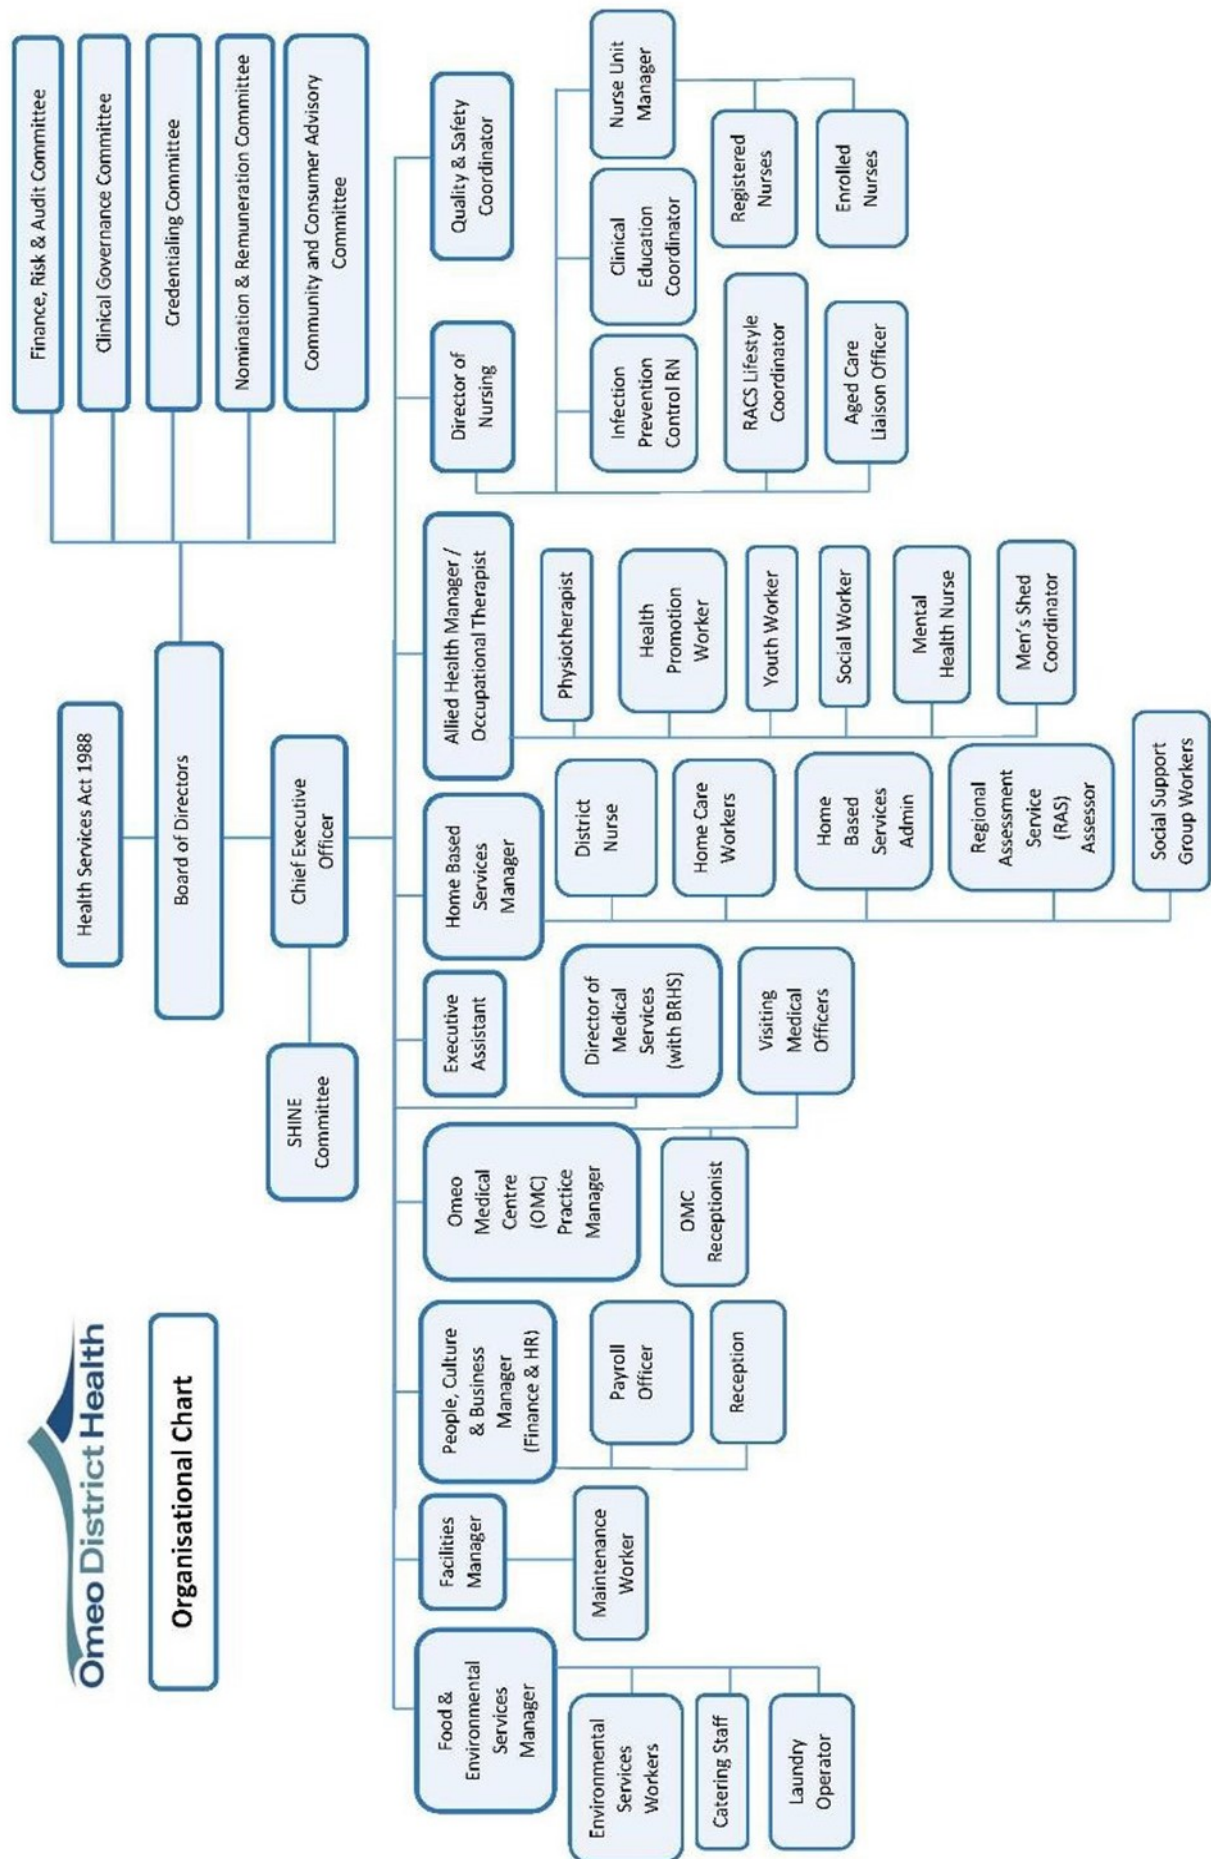 Omeo District Health
Organisational Chart
Health Services Act 1988
Board of Directors
Finance, Risk & Audit Committee
Clinical Governance Committee
Credentialing Committee
Nomination & Remuneration Committee
Community and Consumer Advisory
Committee
Chief Executive
Officer
SHINE
Committee
Food &
Environmental
Services
Manager
Environmental
Services
Workers
Catering Staff
Laundry
Operator
Facilities
Manager
Maintenance
Worker
People, Culture
& Business
Manager
(Finance & HR)
Payroll
Officer
Reception
Omeo
Medical
Centre
(OMC)
Practice
Manager
OMC
Receptionist
Executive
Assistant
Director of
Medical
Services
(with BRHS)
Visiting
Medical
Officers
Home Based
Services
Manager
District
Nurse
Home Care
Workers
Home
Based
Services
Admin
Regional
Assessment
Service
(RAS)
Assessor
Social Support
Group Workers
Allied Health Manager /
Occupational Therapist
Physiotherapist
Health
Promotion
Worker
Youth Worker
Social Worker
Mental
Health Nurse
Men's Shed
Coordinator
Director of
Nursing
Infection
Prevention
Control RN
Clinical
Education
Coordinator
Nurse Unit
Manager
RACS Lifestyle
Coordinator
Aged Care
Liaison Officer
Registered
Nurses
Enrolled
Nurses
Quality & Safety
Coordinator